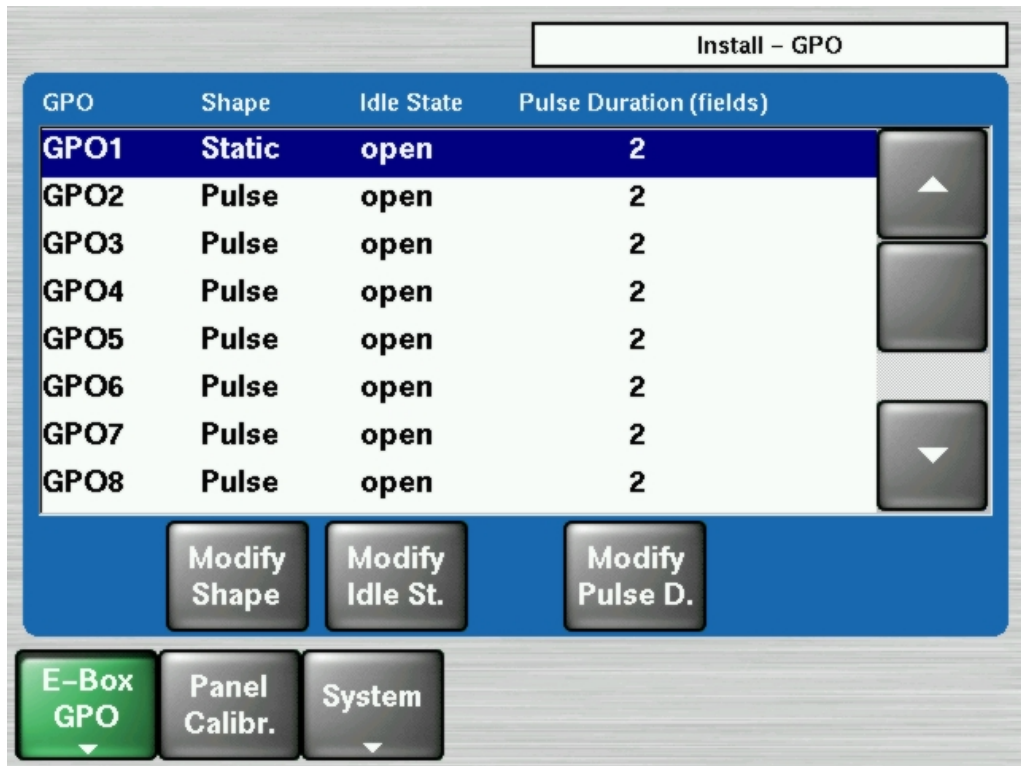 Install – GPO
GPO Shape Idle State Pulse Duration (fields)
GPO1 Static open 2
GPO2 Pulse open 2
GPO3 Pulse open 2
GPO4 Pulse open 2
GPO5 Pulse open 2
GPO6 Pulse open 2
GPO7 Pulse open 2
GPO8 Pulse open 2
Modify
Shape
Modify
Idle St.
Modify
Pulse D.
E–Box
GPO
Panel
Calibr.
System